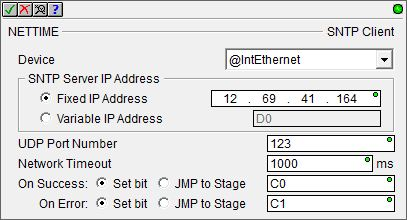 NETTIME SNTP Client
Device @IntEthernet
SNTP Server IP Address
Fixed IP Address 12 . 69 . 41 . 164
Variable IP Address D0
UDP Port Number 123
Network Timeout 1000 ms
On Success: Set bit JMP to Stage C0
On Error: Set bit JMP to Stage C1